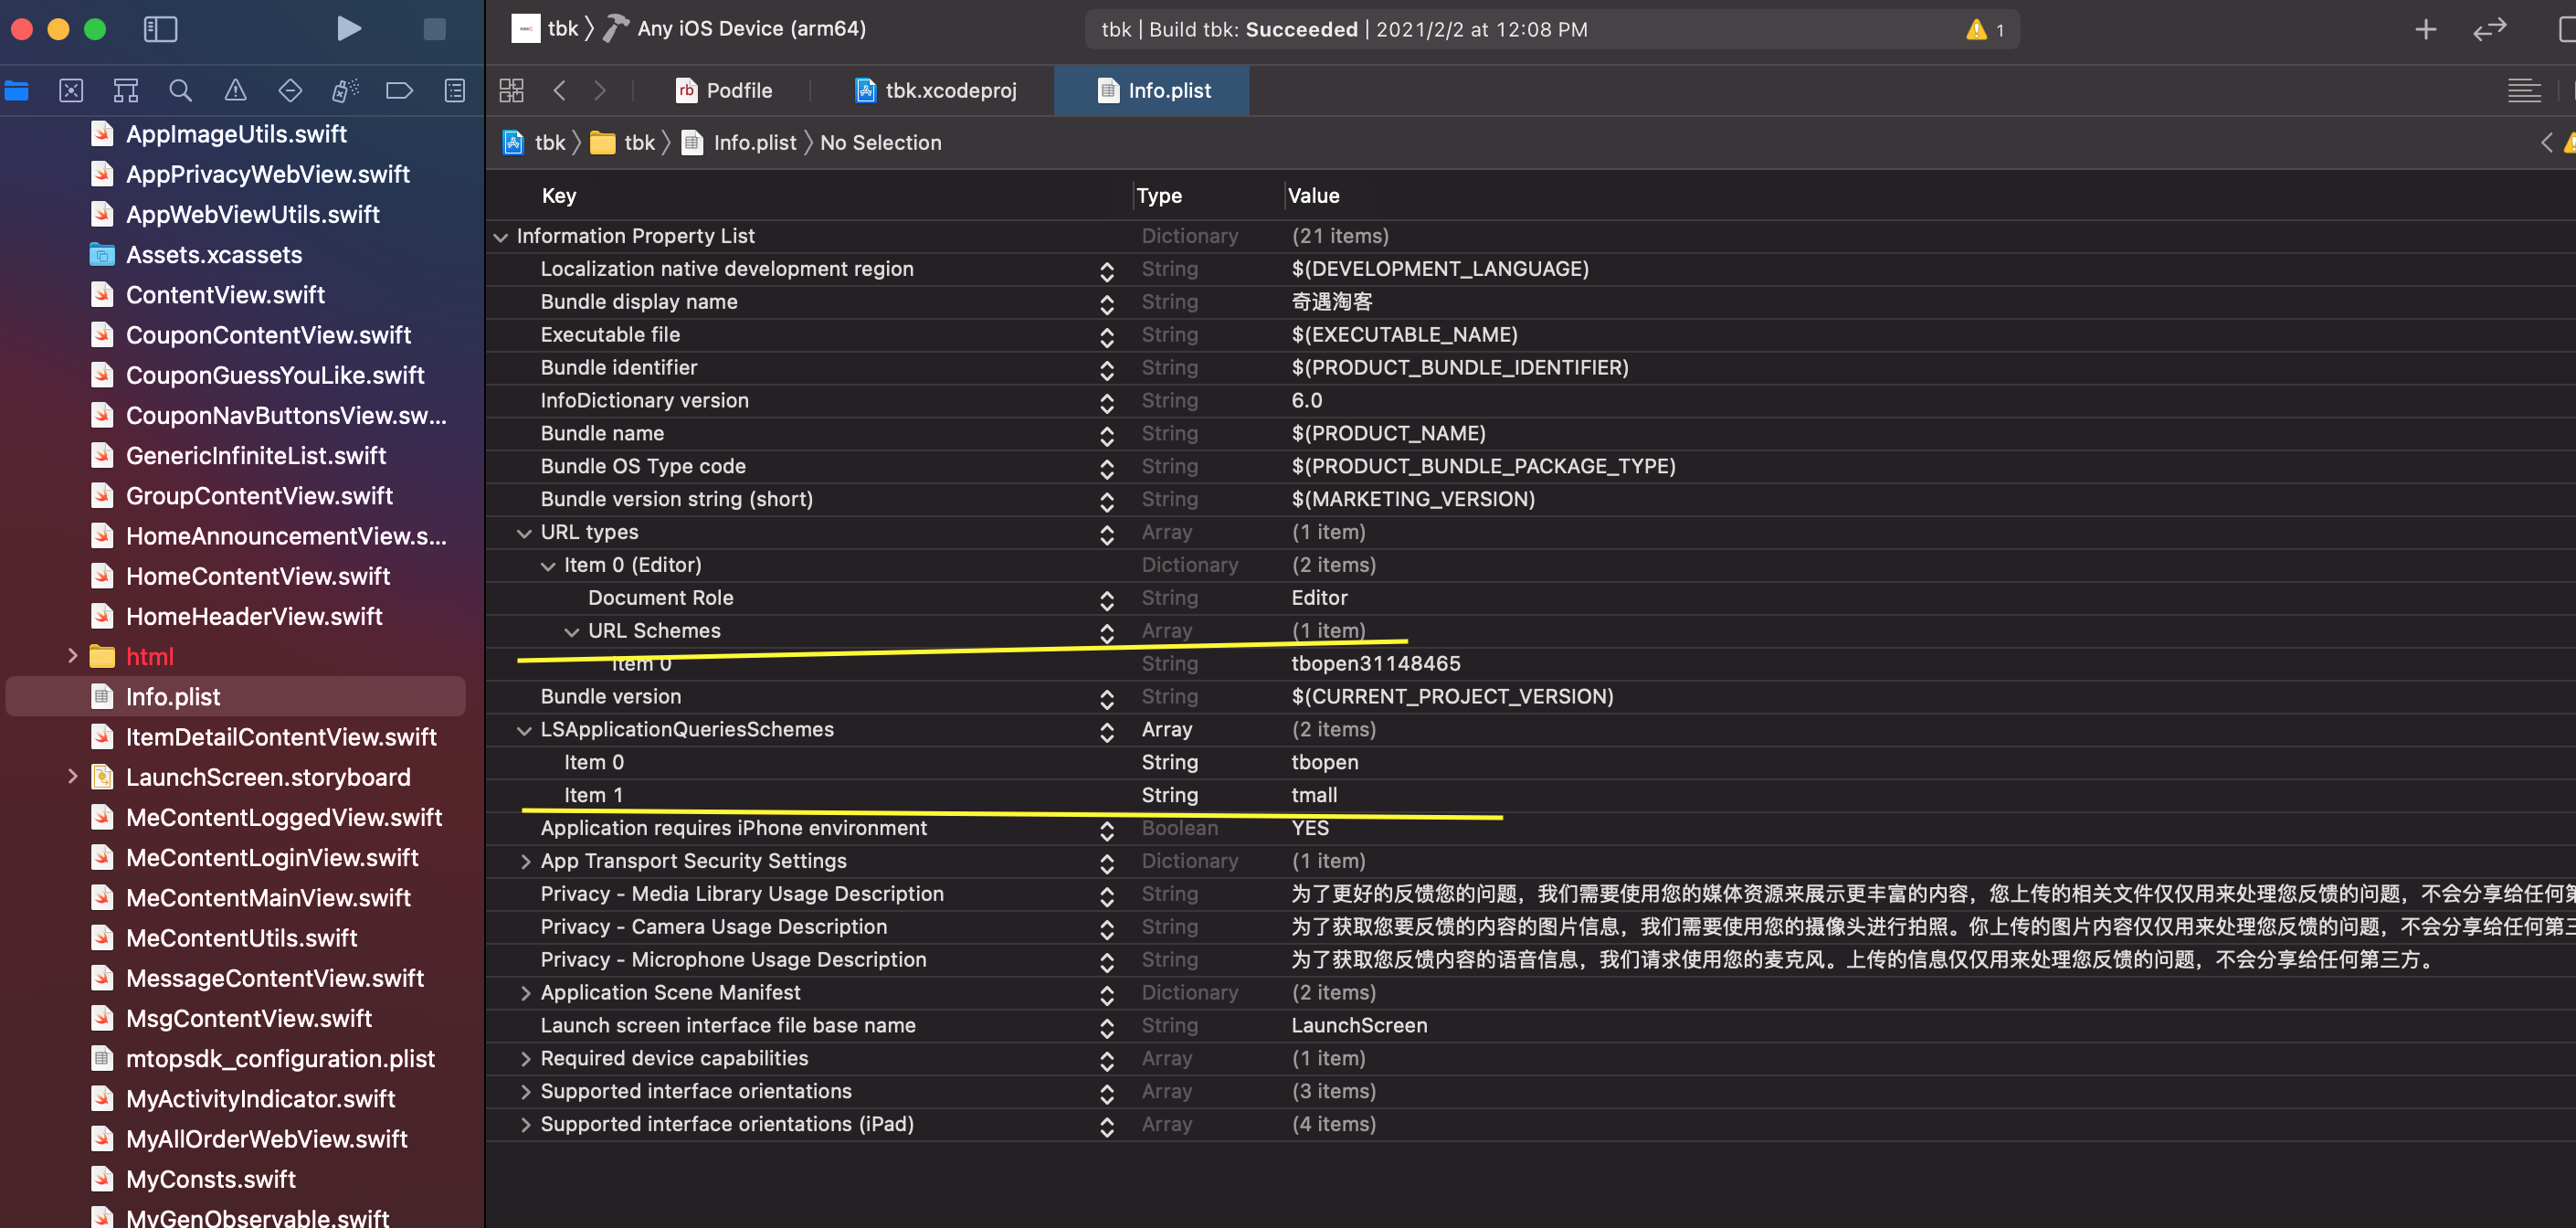 tbk 〉 Any iOS Device (arm64)
tbk | Build tbk: Succeeded | 2021/2/2 at 12:08 PM
1
Podfile
tbk.xcodeproj
Info.plist
tbk 〉 tbk 〉 Info.plist 〉 No Selection
AppImageUtils.swift
AppPrivacyWebView.swift
AppWebViewUtils.swift
Assets.xcassets
ContentView.swift
CouponContentView.swift
CouponGuessYouLike.swift
CouponNavButtonsView.sw...
GenericInfiniteList.swift
GroupContentView.swift
HomeAnnouncementView.s...
HomeContentView.swift
HomeHeaderView.swift
html
Info.plist
ItemDetailContentView.swift
LaunchScreen.storyboard
MeContentLoggedView.swift
MeContentLoginView.swift
MeContentMainView.swift
MeContentUtils.swift
MessageContentView.swift
MsgContentView.swift
mtopsdk_configuration.plist
MyActivityIndicator.swift
MyAllOrderWebView.swift
MyConsts.swift
MyGenObservable.swift
Key Type Value
Information Property List Dictionary (21 items)
Localization native development region String $(DEVELOPMENT_LANGUAGE)
Bundle display name String 奇遇淘客
Executable file String $(EXECUTABLE_NAME)
Bundle identifier String $(PRODUCT_BUNDLE_IDENTIFIER)
InfoDictionary version String 6.0
Bundle name String $(PRODUCT_NAME)
Bundle OS Type code String $(PRODUCT_BUNDLE_PACKAGE_TYPE)
Bundle version string (short) String $(MARKETING_VERSION)
URL types Array (1 item)
Item 0 (Editor) Dictionary (2 items)
Document Role String Editor
URL Schemes Array (1 item)
Item 0 String tbopen31148465
Bundle version String $(CURRENT_PROJECT_VERSION)
LSApplicationQueriesSchemes Array (2 items)
Item 0 String tbopen
Item 1 String tmall
Application requires iPhone environment Boolean YES
App Transport Security Settings Dictionary (1 item)
Privacy - Media Library Usage Description String 为了更好的反馈您的问题，我们需要使用您的媒体资源来展示更丰富的内容，您上传的相关文件仅仅用来处理您反馈的问题，不会分享给任何第
Privacy - Camera Usage Description String 为了获取您要反馈的内容的图片信息，我们需要使用您的摄像头进行拍照。你上传的图片内容仅仅用来处理您反馈的问题，不会分享给任何第三
Privacy - Microphone Usage Description String 为了获取您反馈内容的语音信息，我们请求使用您的麦克风。上传的信息仅仅用来处理您反馈的问题，不会分享给任何第三方。
Application Scene Manifest Dictionary (2 items)
Launch screen interface file base name String LaunchScreen
Required device capabilities Array (1 item)
Supported interface orientations Array (3 items)
Supported interface orientations (iPad) Array (4 items)